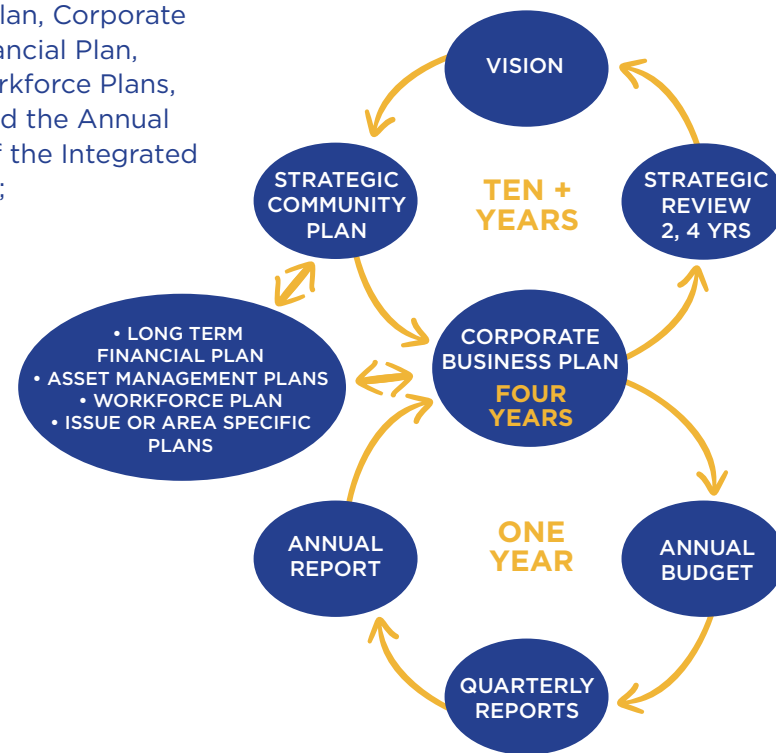 Corporate
ancial Plan,
rkforce Plans,
d the Annual
the Integrated
VISION
STRATEGIC
COMMUNITY
PLAN
TEN +
YEARS
STRATEGIC
REVIEW
2, 4 YRS
• LONG TERM
FINANCIAL PLAN
• ASSET MANAGEMENT PLANS
• WORKFORCE PLAN
• ISSUE OR AREA SPECIFIC
PLANS
CORPORATE
BUSINESS PLAN
FOUR
YEARS
ANNUAL
REPORT
ONE
YEAR
ANNUAL
BUDGET
QUARTERLY
REPORTS